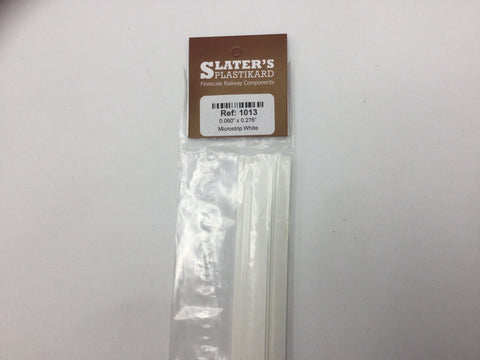 SLATER'S
PLASTIKARD
Finescale Railway Components
Ref: 1013
0.060" x 0.276"
Microstrip White